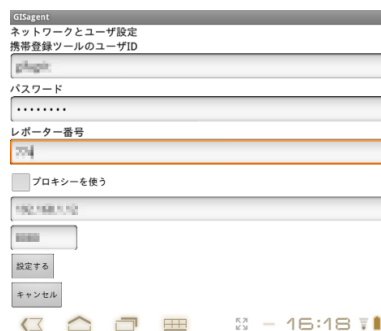 GISagent
ネットワークとユーザ設定
携帯登録ツールのユーザID
パスワード
••••••••
レポーター番号
プロキシーを使う
設定する
キャンセル
16:18